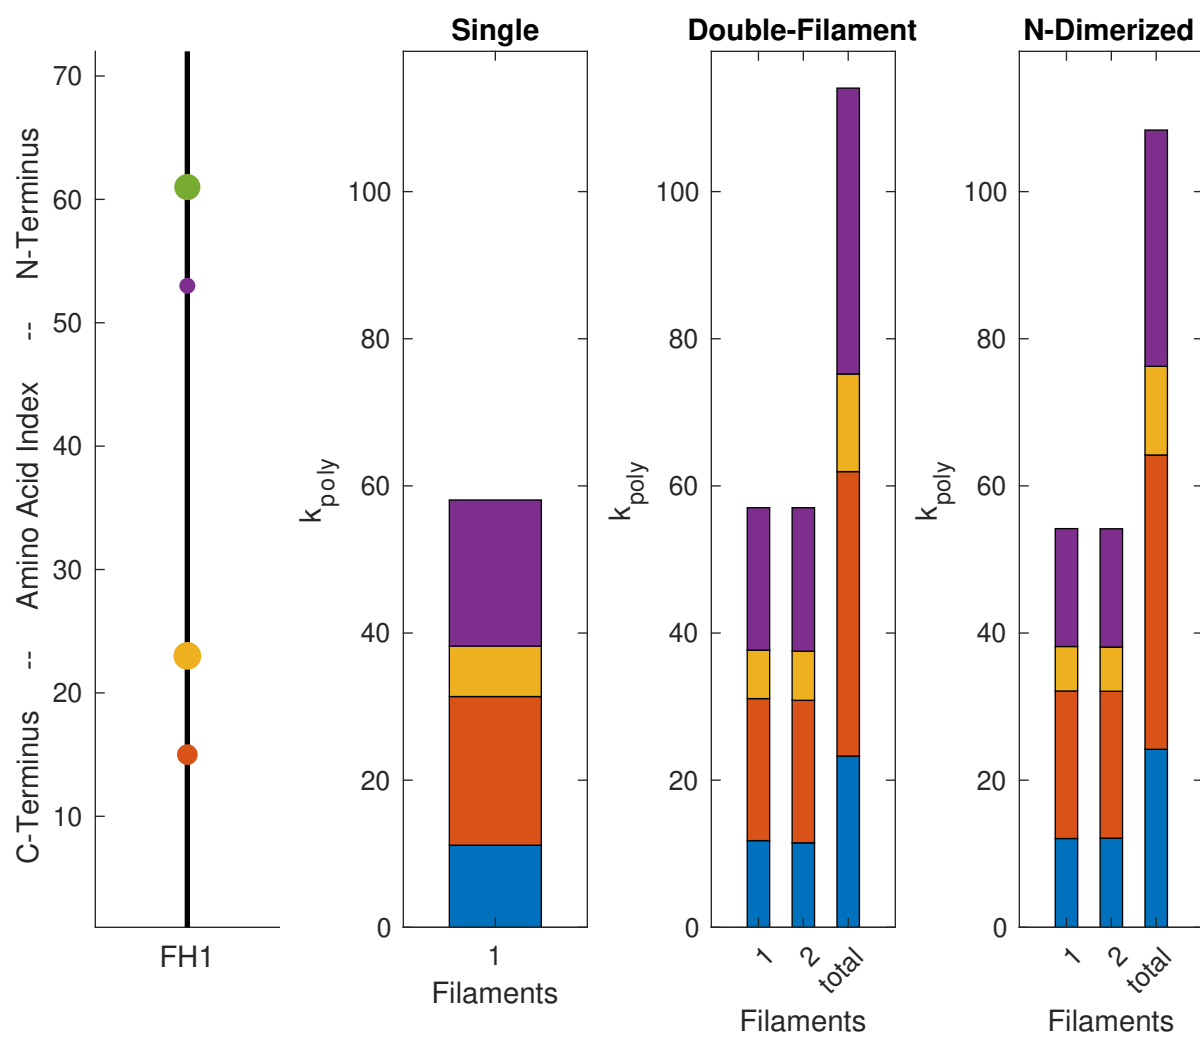 Single
Double-Filament
N-Dimerized
C-Terminus -- Amino Acid Index -- N-Terminus
70
60
50
40
30
20
10
FH1
k_poly
100
80
60
40
20
0
1
Filaments
k_poly
100
80
60
40
20
0
1
2
total
Filaments
k_poly
100
80
60
40
20
0
1
2
total
Filaments